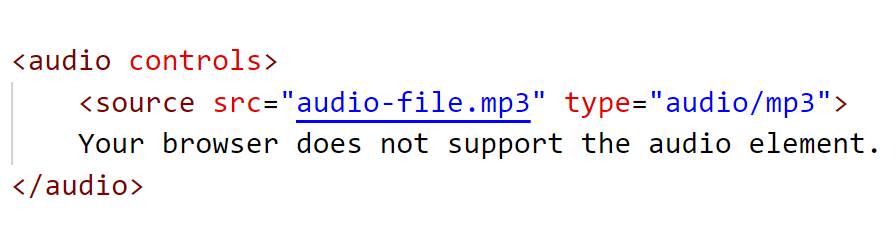 <audio controls>
<source src="audio-file.mp3" type="audio/mp3">
Your browser does not support the audio element.
</audio>